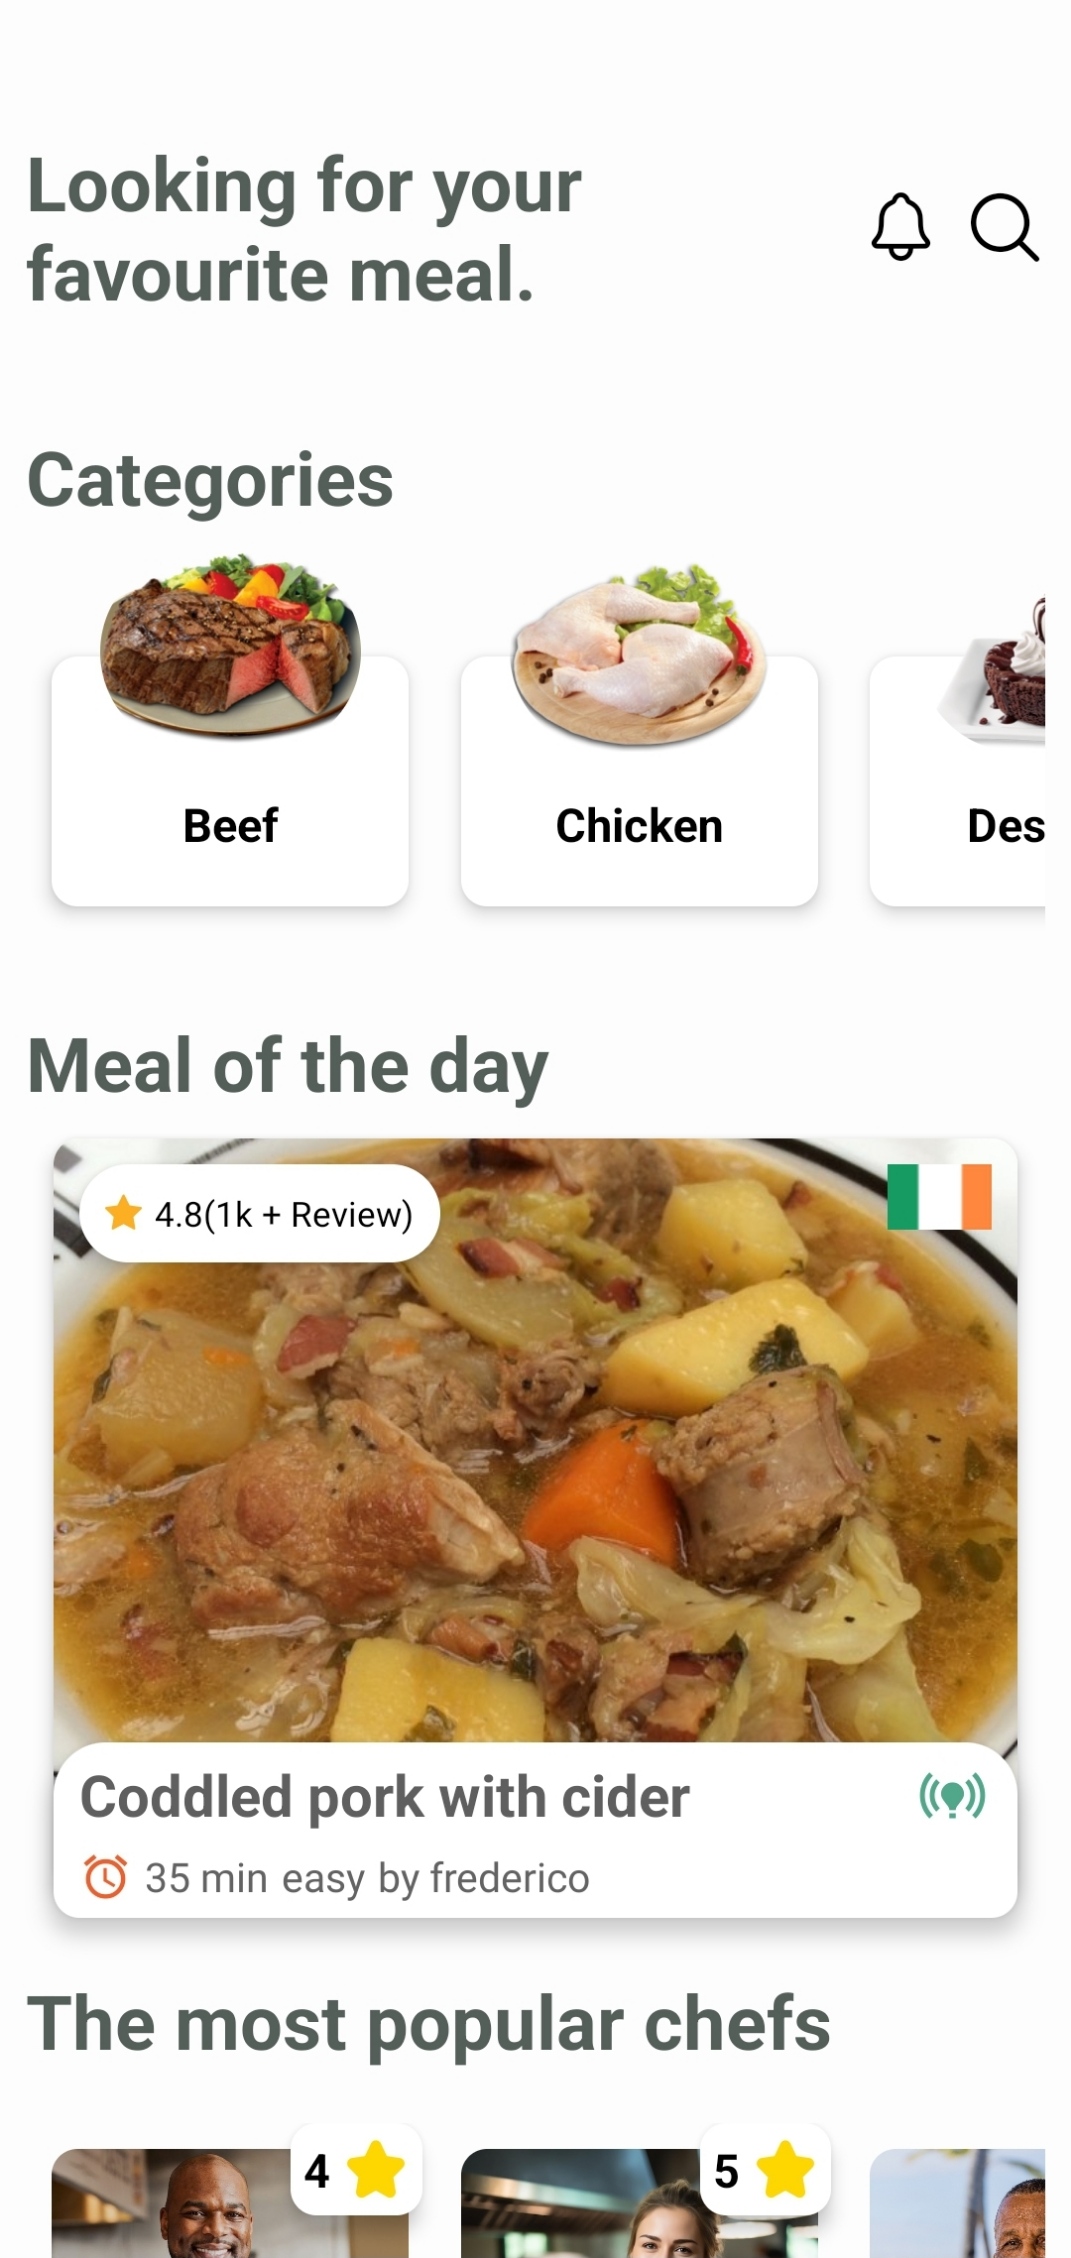 Looking for your
favourite meal.
Categories
Beef
Chicken
Des
Meal of the day
4.8(1k + Review)
Coddled pork with cider
35 min easy by frederico
The most popular chefs
4
5